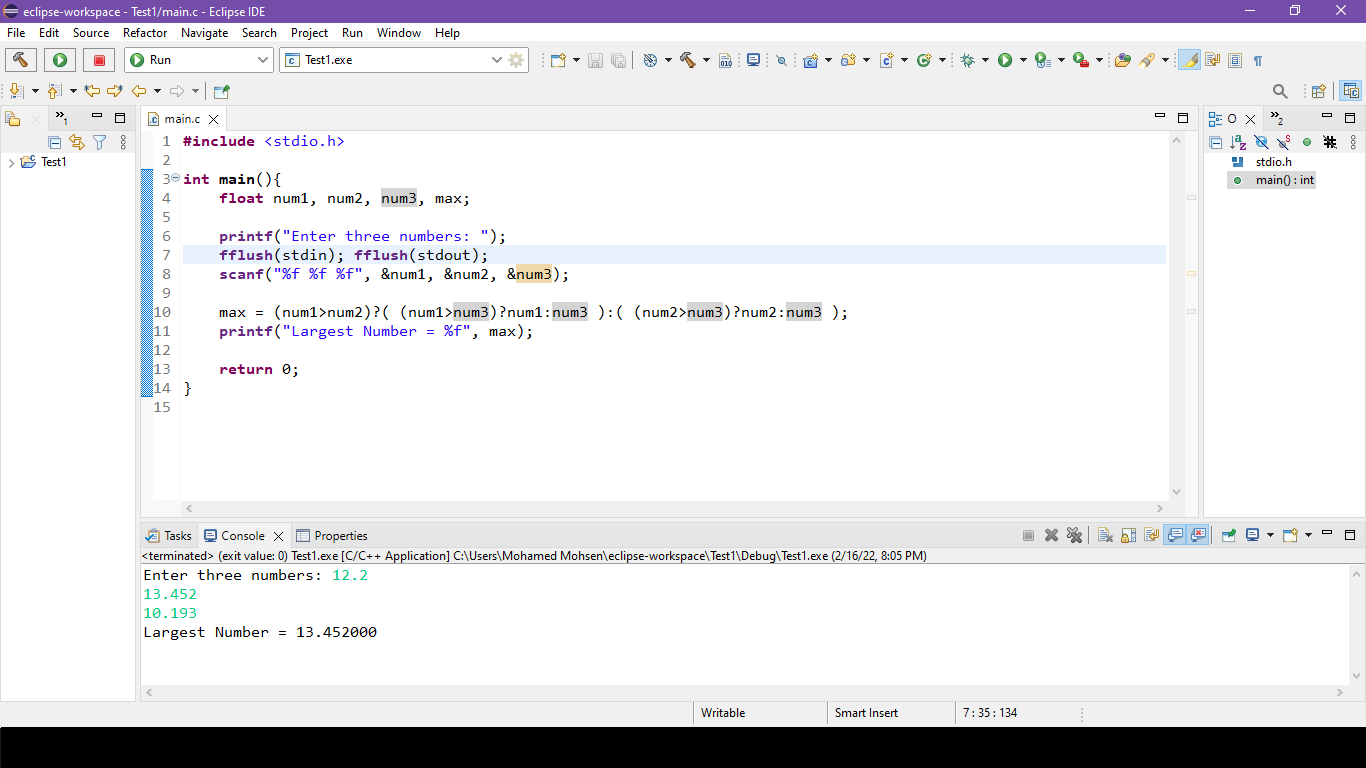 eclipse-workspace - Test1/main.c - Eclipse IDE
File Edit Source Refactor Navigate Search Project Run Window Help
Run Test1.exe
main.c
1 #include <stdio.h>
2
3 int main(){
4 float num1, num2, num3, max;
5
6 printf("Enter three numbers: ");
7 fflush(stdin); fflush(stdout);
8 scanf("%f %f %f", &num1, &num2, &num3);
9
10 max = (num1>num2)?( (num1>num3)?num1:num3 ):( (num2>num3)?num2:num3 );
11 printf("Largest Number = %f", max);
12
13 return 0;
14 }
15
Test1
stdio.h
main() : int
Tasks Console Properties
<terminated> (exit value: 0) Test1.exe [C/C++ Application] C:\Users\Mohamed Mohsen\eclipse-workspace\Test1\Debug\Test1.exe (2/16/22, 8:05 PM)
Enter three numbers: 12.2
13.452
10.193
Largest Number = 13.452000
Writable Smart Insert 7 : 35 : 134